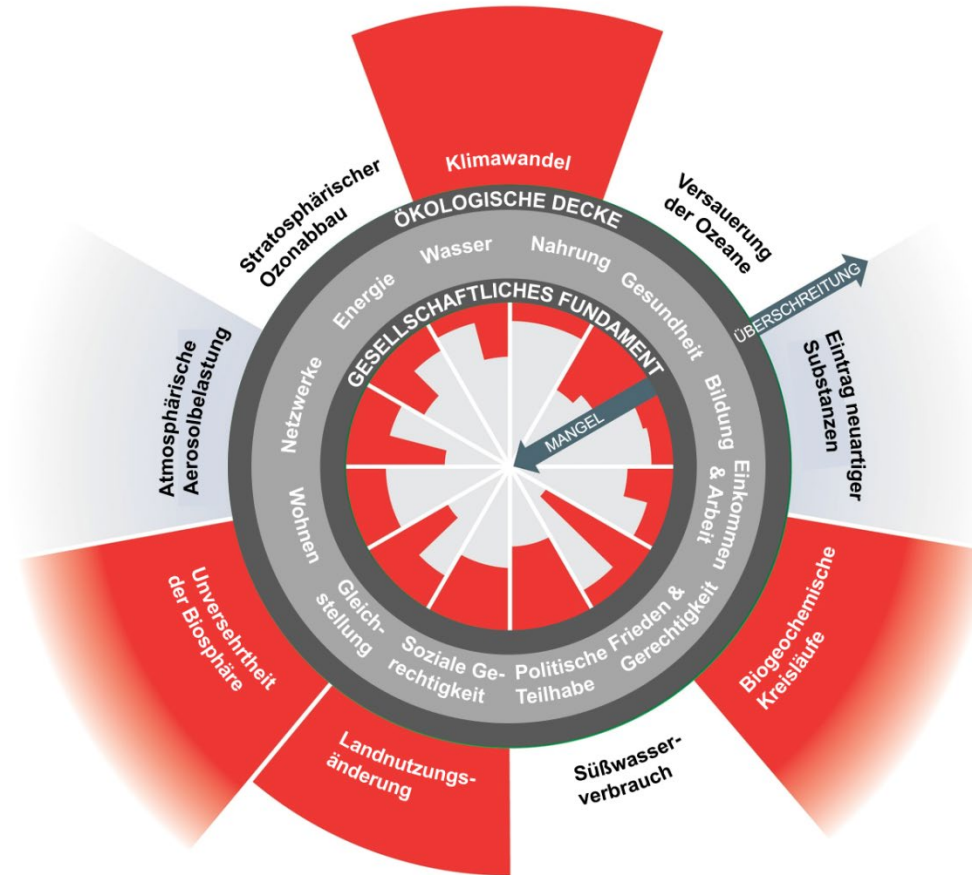 Klimawandel
Versauerung
der Ozeane
ÜBERSCHREITUNG
Eintrag neuartiger
Substanzen
Biogeochemische
Kreisläufe
Süßwasser-
verbrauch
Landnutzungs-
änderung
Unversehrtheit
der Biosphäre
Atmosphärische
Aerosolbelastung
Stratosphärischer
Ozonabbau
ÖKOLOGISCHE DECKE
Wasser
Nahrung
Gesundheit
Bildung
Einkommen
& Arbeit
Frieden &
Gerechtigkeit
Politische
Teilhabe
Soziale Ge-
rechtigkeit
Gleich-
stellung
Wohnen
Netzwerke
Energie
GESELLSCHAFTLICHES FUNDAMENT
MANGEL